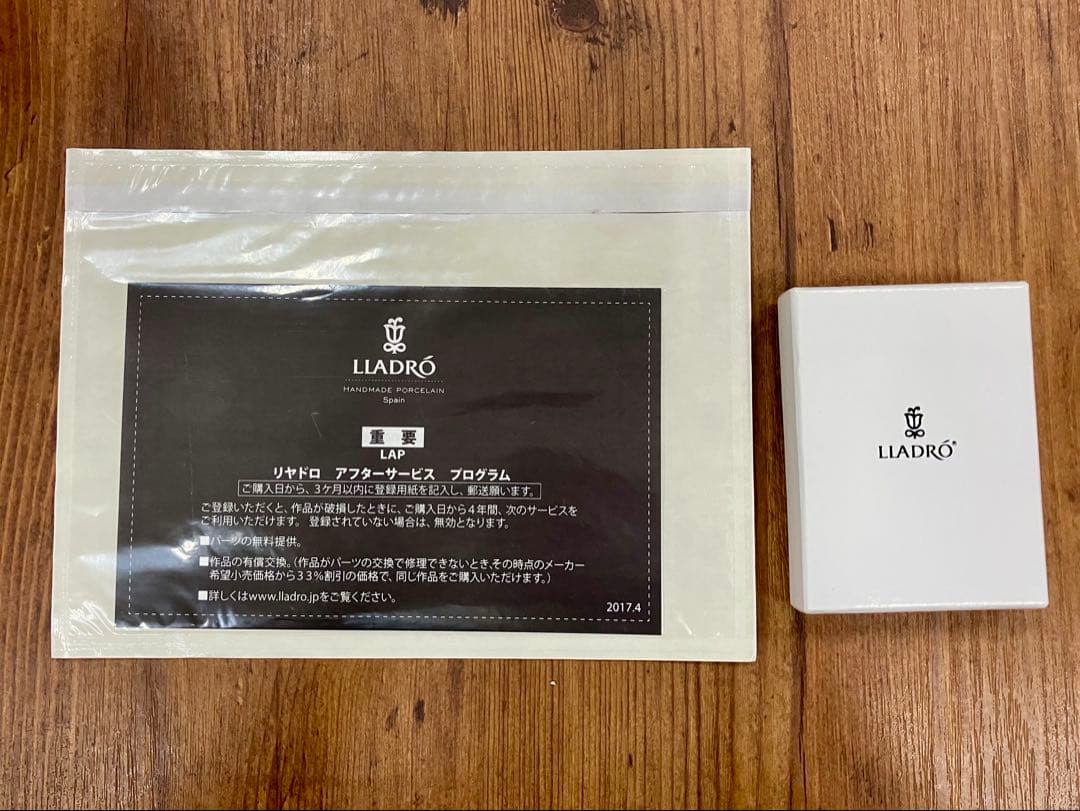 LLADRÓ
HANDMADE PORCELAIN
Spain
重要
LAP
リヤドロ アフターサービス プログラム
ご購入日から、3ケ月以内に登録用紙を記入し、郵送願います。
ご登録いただくと、作品が破損したときに、ご購入日から4年間、次のサービスを
ご利用いただけます。 登録されていない場合は、無効となります。
■パーツの無料提供。
■作品の有償交換。(作品がパーツの交換で修理できないとき、その時点のメーカー
希望小売価格から33%割引の価格で、同じ作品をご購入いただけます。)
■詳しくはwww.lladro.jpをご覧ください。
2017.4
LLADRÓ®